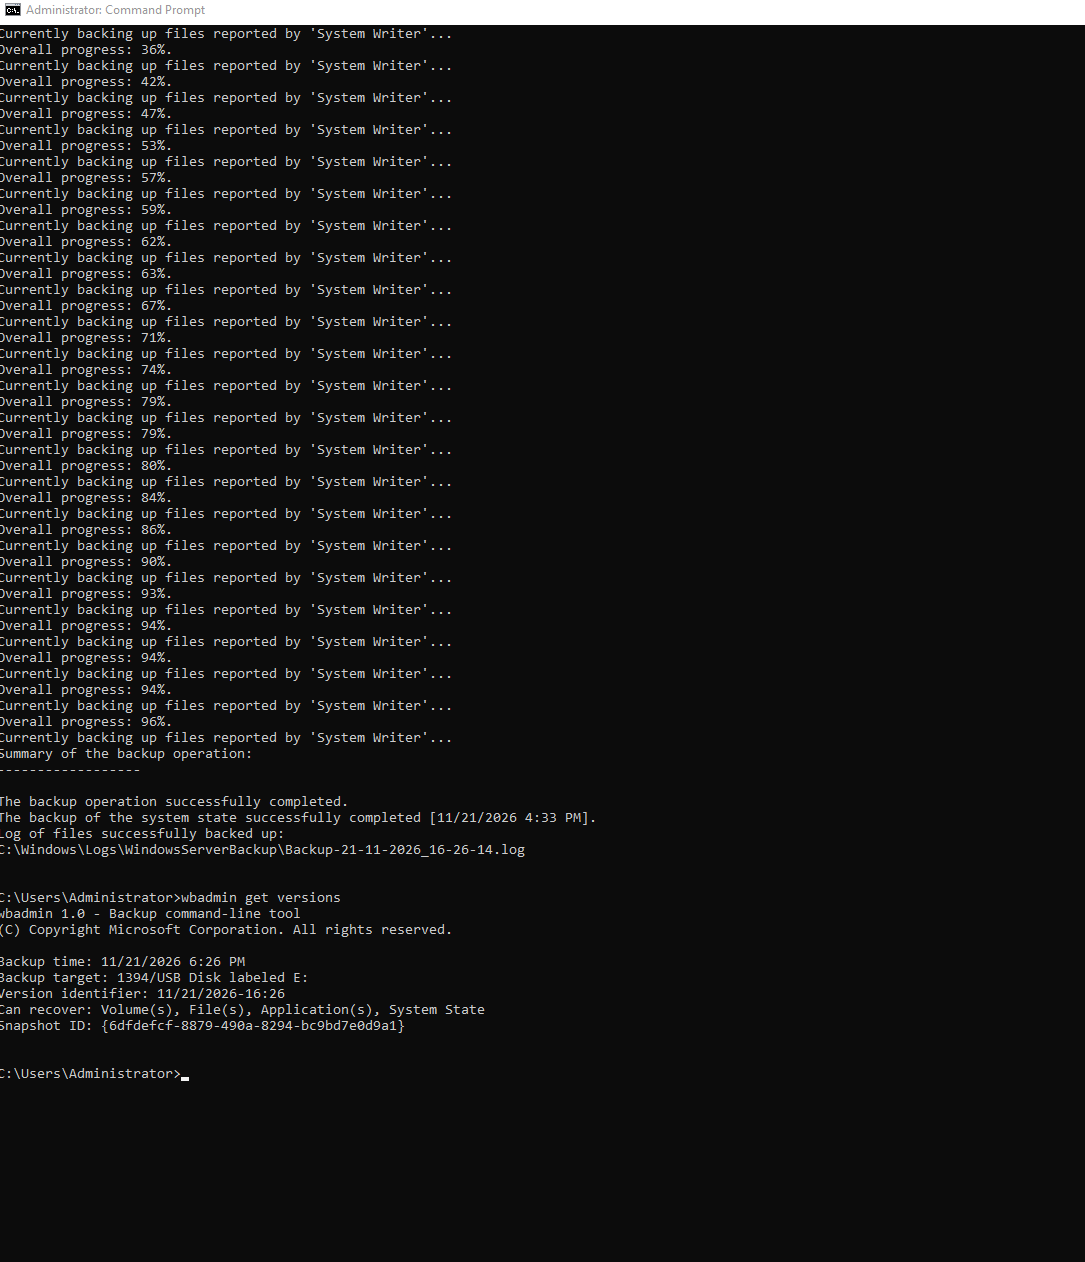 Administrator: Command Prompt
Currently backing up files reported by 'System Writer'...
Overall progress: 36%.
Currently backing up files reported by 'System Writer'...
Overall progress: 42%.
Currently backing up files reported by 'System Writer'...
Overall progress: 47%.
Currently backing up files reported by 'System Writer'...
Overall progress: 53%.
Currently backing up files reported by 'System Writer'...
Overall progress: 57%.
Currently backing up files reported by 'System Writer'...
Overall progress: 59%.
Currently backing up files reported by 'System Writer'...
Overall progress: 62%.
Currently backing up files reported by 'System Writer'...
Overall progress: 63%.
Currently backing up files reported by 'System Writer'...
Overall progress: 67%.
Currently backing up files reported by 'System Writer'...
Overall progress: 71%.
Currently backing up files reported by 'System Writer'...
Overall progress: 74%.
Currently backing up files reported by 'System Writer'...
Overall progress: 79%.
Currently backing up files reported by 'System Writer'...
Overall progress: 79%.
Currently backing up files reported by 'System Writer'...
Overall progress: 80%.
Currently backing up files reported by 'System Writer'...
Overall progress: 84%.
Currently backing up files reported by 'System Writer'...
Overall progress: 86%.
Currently backing up files reported by 'System Writer'...
Overall progress: 90%.
Currently backing up files reported by 'System Writer'...
Overall progress: 93%.
Currently backing up files reported by 'System Writer'...
Overall progress: 94%.
Currently backing up files reported by 'System Writer'...
Overall progress: 94%.
Currently backing up files reported by 'System Writer'...
Overall progress: 94%.
Currently backing up files reported by 'System Writer'...
Overall progress: 96%.
Currently backing up files reported by 'System Writer'...
Summary of the backup operation:
------------------
The backup operation successfully completed.
The backup of the system state successfully completed [11/21/2026 4:33 PM].
Log of files successfully backed up:
C:\Windows\Logs\WindowsServerBackup\Backup-21-11-2026_16-26-14.log
C:\Users\Administrator>wbadmin get versions
wbadmin 1.0 - Backup command-line tool
(C) Copyright Microsoft Corporation. All rights reserved.
Backup time: 11/21/2026 6:26 PM
Backup target: 1394/USB Disk labeled E:
Version identifier: 11/21/2026-16:26
Can recover: Volume(s), File(s), Application(s), System State
Snapshot ID: {6dfdefcf-8879-490a-8294-bc9bd7e0d9a1}
C:\Users\Administrator>